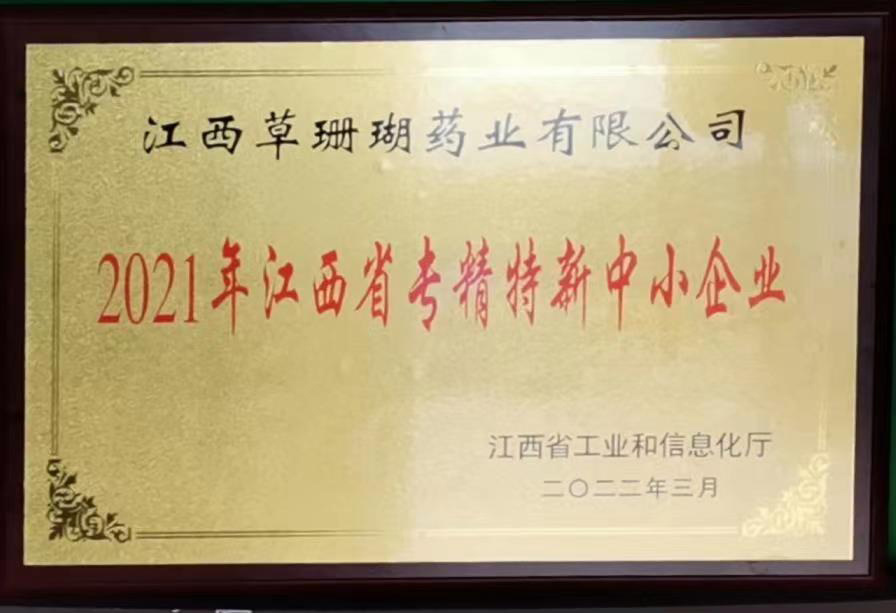 江西草珊瑚药业有限公司
2021年江西省专精特新中小企业
江西省工业和信息化厅
二〇二二年三月